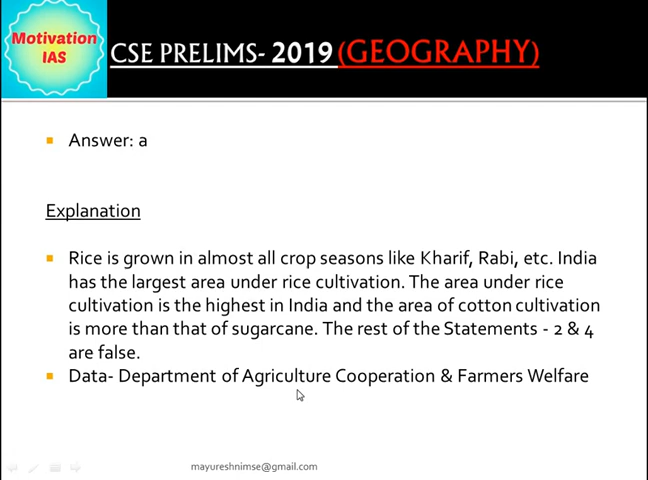 Motivation
IAS
CSE PRELIMS- 2019 (GEOGRAPHY)
Answer: a
Explanation
Rice is grown in almost all crop seasons like Kharif, Rabi, etc. India
has the largest area under rice cultivation. The area under rice
cultivation is the highest in India and the area of cotton cultivation
is more than that of sugarcane. The rest of the Statements - 2 & 4
are false.
Data- Department of Agriculture Cooperation & Farmers Welfare
mayureshnimse@gmail.com